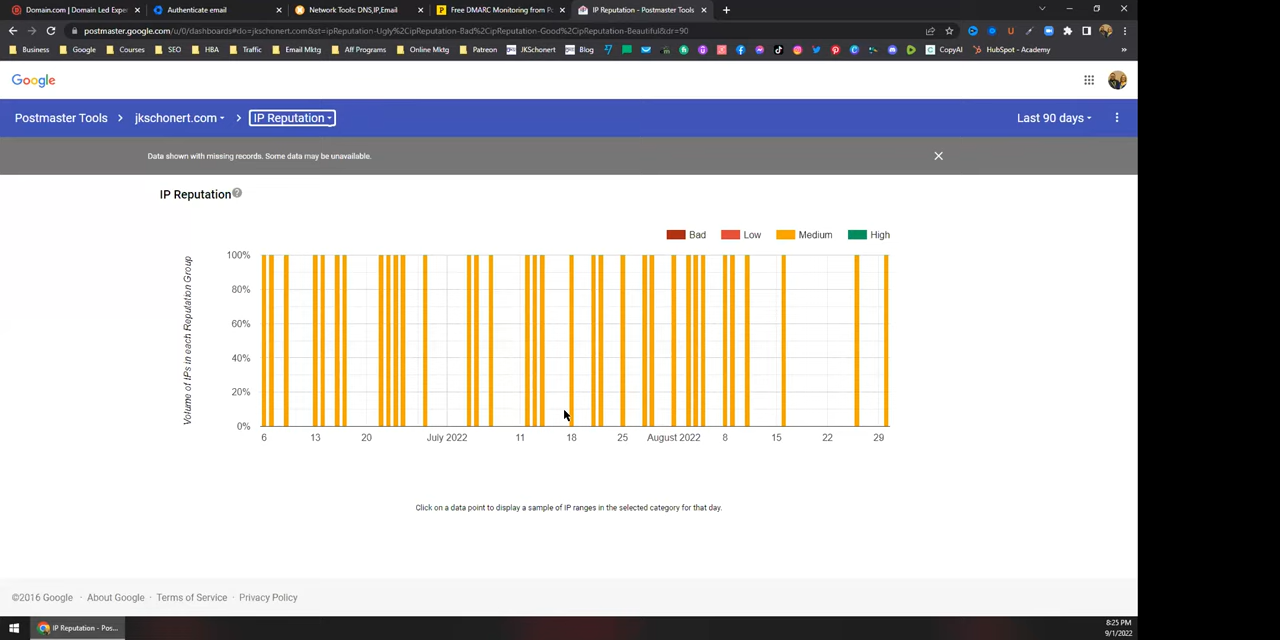 Domain.com | Domain Led Exper
Authenticate email
Network Tools: DNS,IP,Email
Free DMARC Monitoring from Po
IP Reputation - Postmaster Tools
postmaster.google.com/u/0/dashboards#do=jkschonert.com&st=ipReputation-Ugly%2CipReputation-Bad%2CipReputation-Good%2CipReputation-Beautiful&dr=90
Business
Google
Courses
SEO
HBA
Traffic
Email Mktg
Aff Programs
Online Mktg
Patreon
JKSchonert
Blog
CopyAI
HubSpot - Academy
»
Google
Postmaster Tools
jkschonert.com
IP Reputation
Last 90 days
Data shown with missing records. Some data may be unavailable.
IP Reputation
Bad
Low
Medium
High
Volume of IPs in each Reputation Group
100%
80%
60%
40%
20%
0%
6 13 20 July 2022 11 18 25 August 2022 8 15 22 29
Click on a data point to display a sample of IP ranges in the selected category for that day.
©2016 Google · About Google · Terms of Service · Privacy Policy
IP Reputation - Pos...
8:25 PM
9/1/2022